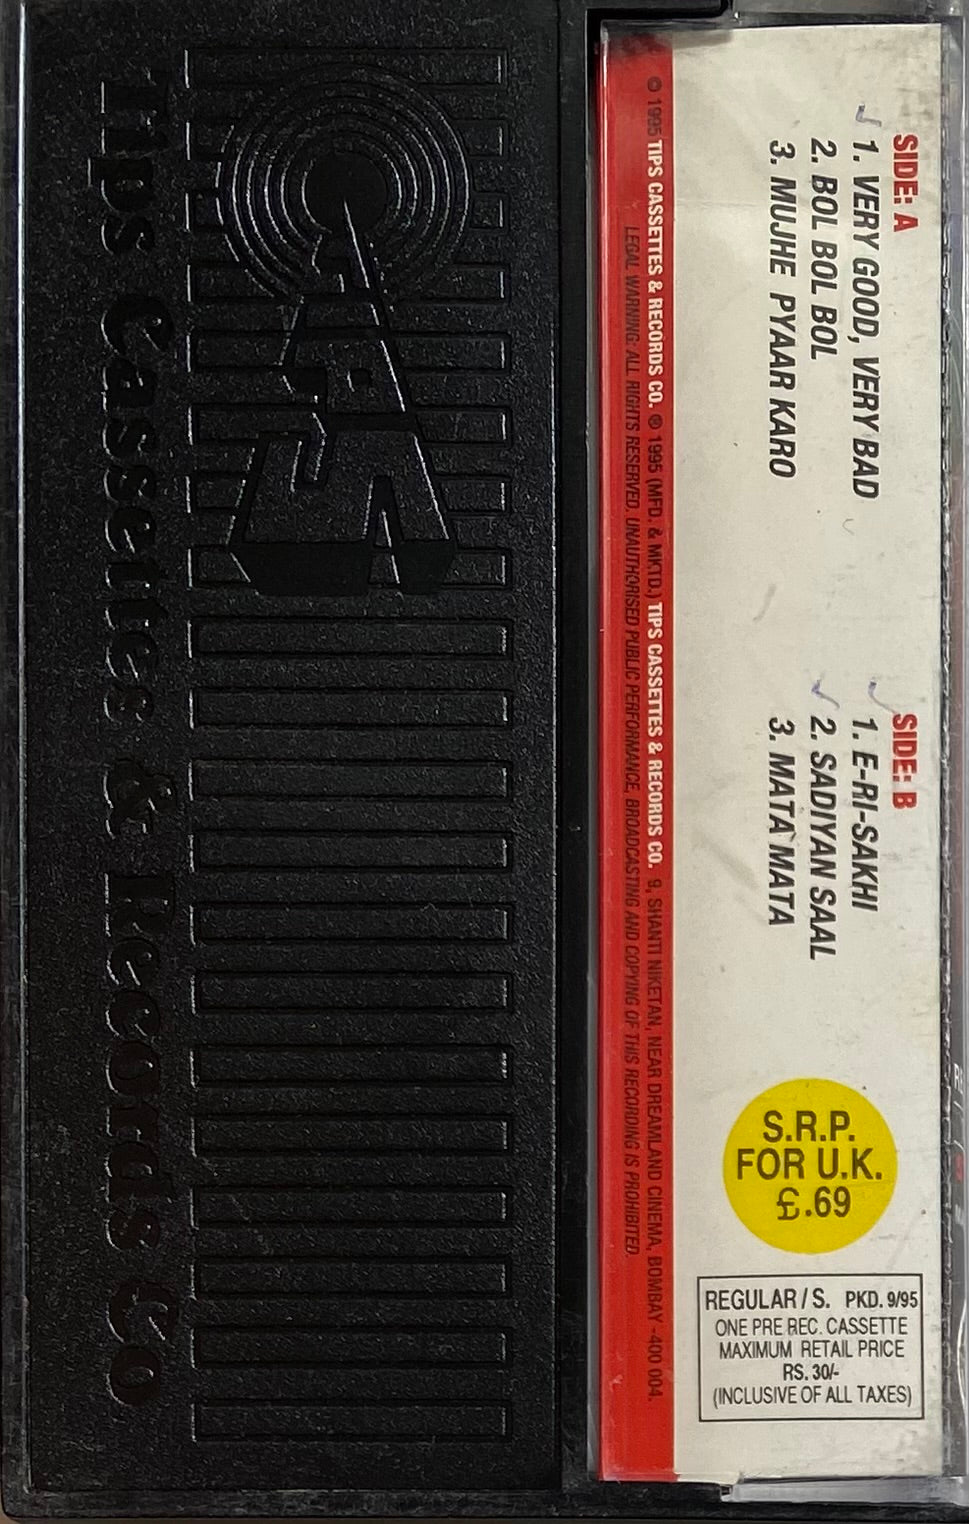 SIDE: A
1. VERY GOOD, VERY BAD
2. BOL BOL BOL
3. MUJHE PYAAR KARO
SIDE: B
1. E-RI-SAKHI
2. SADIYAN SAAL
3. MATA MATA
S.R.P.
FOR U.K.
£.69
REGULAR / S. PKD. 9/95
ONE PRE REC. CASSETTE
MAXIMUM RETAIL PRICE
RS. 30/-
(INCLUSIVE OF ALL TAXES)
© 1995 TIPS CASSETTES & RECORDS CO. ℗ 1995 (MFD. & MKTD.) TIPS CASSETTES & RECORDS CO. 9, SHANTI NIKETAN, NEAR DREAMLAND CINEMA, BOMBAY - 400 004.
LEGAL WARNING: ALL RIGHTS RESERVED. UNAUTHORISED PUBLIC PERFORMANCE, BROADCASTING AND COPYING OF THIS RECORDING IS PROHIBITED.
TIPS
Tips Cassettes & Records Co